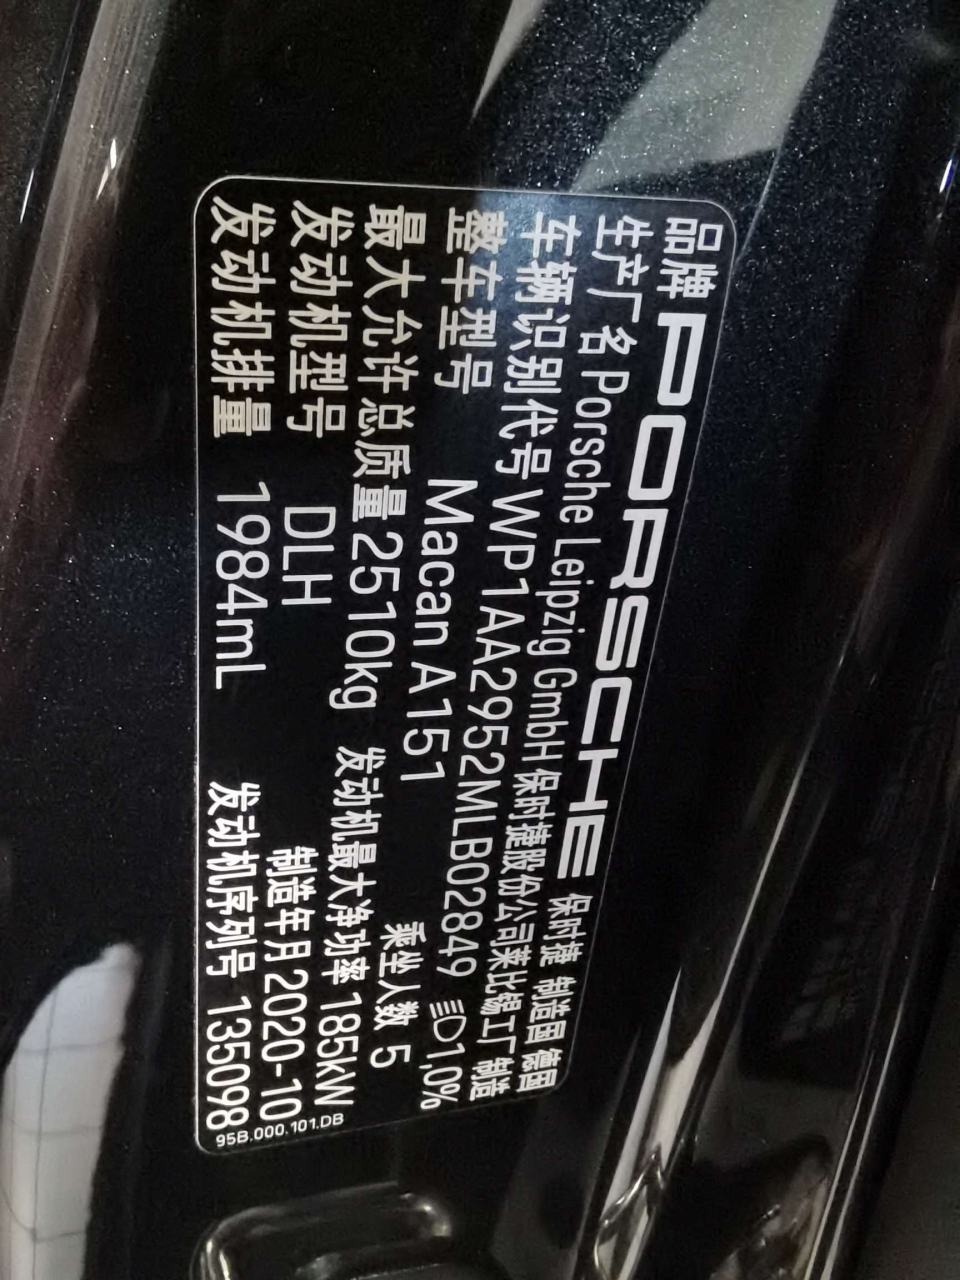 品牌 PORSCHE 保时捷 制造国 德国
生产厂名 Porsche Leipzig GmbH 保时捷股份公司莱比锡工厂 制造
车辆识别代号 WP1AA2952MLB02849 1,0%
整车型号 Macan A151 乘坐人数 5
最大允许总质量 2510kg 发动机最大净功率 185kW
发动机型号 DLH 制造年月 2020-10
发动机排量 1984mL 发动机序列号 135098
95B.000.101.DB